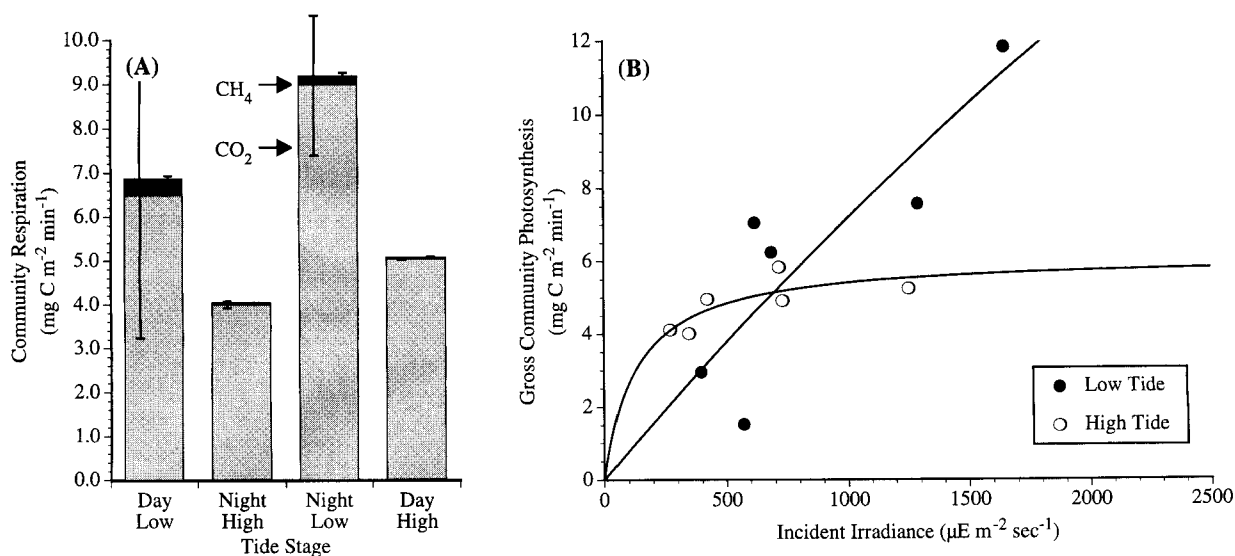 (A)
Community Respiration
(mg C m⁻² min⁻¹)
10.0
9.0
8.0
7.0
6.0
5.0
4.0
3.0
2.0
1.0
0.0
CH₄
CO₂
Day Low
Night High
Night Low
Day High
Tide Stage
(B)
Gross Community Photosynthesis
(mg C m⁻² min⁻¹)
12
10
8
6
4
2
0
0
500
1000
1500
2000
2500
Incident Irradiance (µE m⁻² sec⁻¹)
Low Tide
High Tide